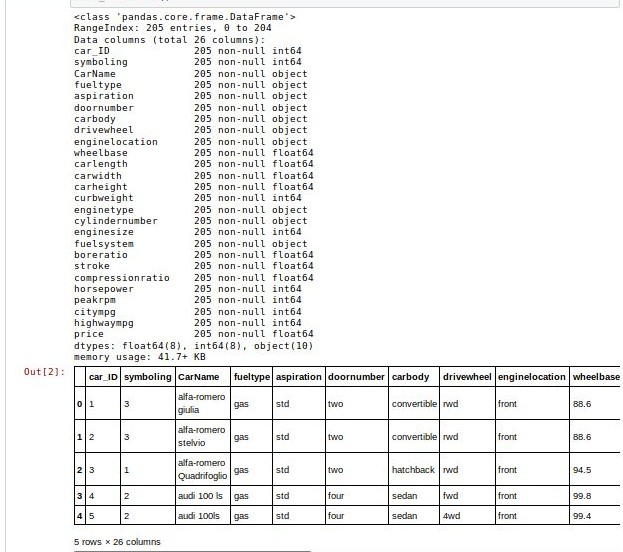 <class 'pandas.core.frame.DataFrame'>
RangeIndex: 205 entries, 0 to 204
Data columns (total 26 columns):
car_ID 205 non-null int64
symboling 205 non-null int64
CarName 205 non-null object
fueltype 205 non-null object
aspiration 205 non-null object
doornumber 205 non-null object
carbody 205 non-null object
drivewheel 205 non-null object
enginelocation 205 non-null object
wheelbase 205 non-null float64
carlength 205 non-null float64
carwidth 205 non-null float64
carheight 205 non-null float64
curbweight 205 non-null int64
enginetype 205 non-null object
cylindernumber 205 non-null object
enginesize 205 non-null int64
fuelsystem 205 non-null object
boreratio 205 non-null float64
stroke 205 non-null float64
compressionratio 205 non-null float64
horsepower 205 non-null int64
peakrpm 205 non-null int64
citympg 205 non-null int64
highwaympg 205 non-null int64
price 205 non-null float64
dtypes: float64(8), int64(8), object(10)
memory usage: 41.7+ KB
Out[2]:
car_ID symboling CarName fueltype aspiration doornumber carbody drivewheel enginelocation wheelbase
0 1 3 alfa-romero giulia gas std two convertible rwd front 88.6
1 2 3 alfa-romero stelvio gas std two convertible rwd front 88.6
2 3 1 alfa-romero Quadrifoglio gas std two hatchback rwd front 94.5
3 4 2 audi 100 ls gas std four sedan fwd front 99.8
4 5 2 audi 100ls gas std four sedan 4wd front 99.4
5 rows × 26 columns